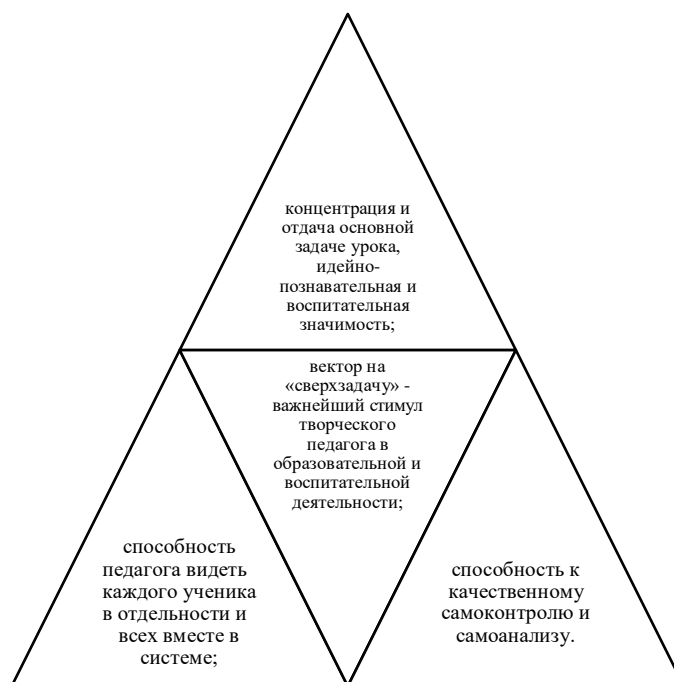 концентрация и
отдача основной
задаче урока,
идейно-
познавательная и
воспитательная
значимость;
вектор на
«сверхзадачу» -
важнейший стимул
творческого
педагога в
образовательной и
воспитательной
деятельности;
способность
педагога видеть
каждого ученика
в отдельности и
всех вместе в
системе;
способность к
качественному
самоконтролю и
самоанализу.